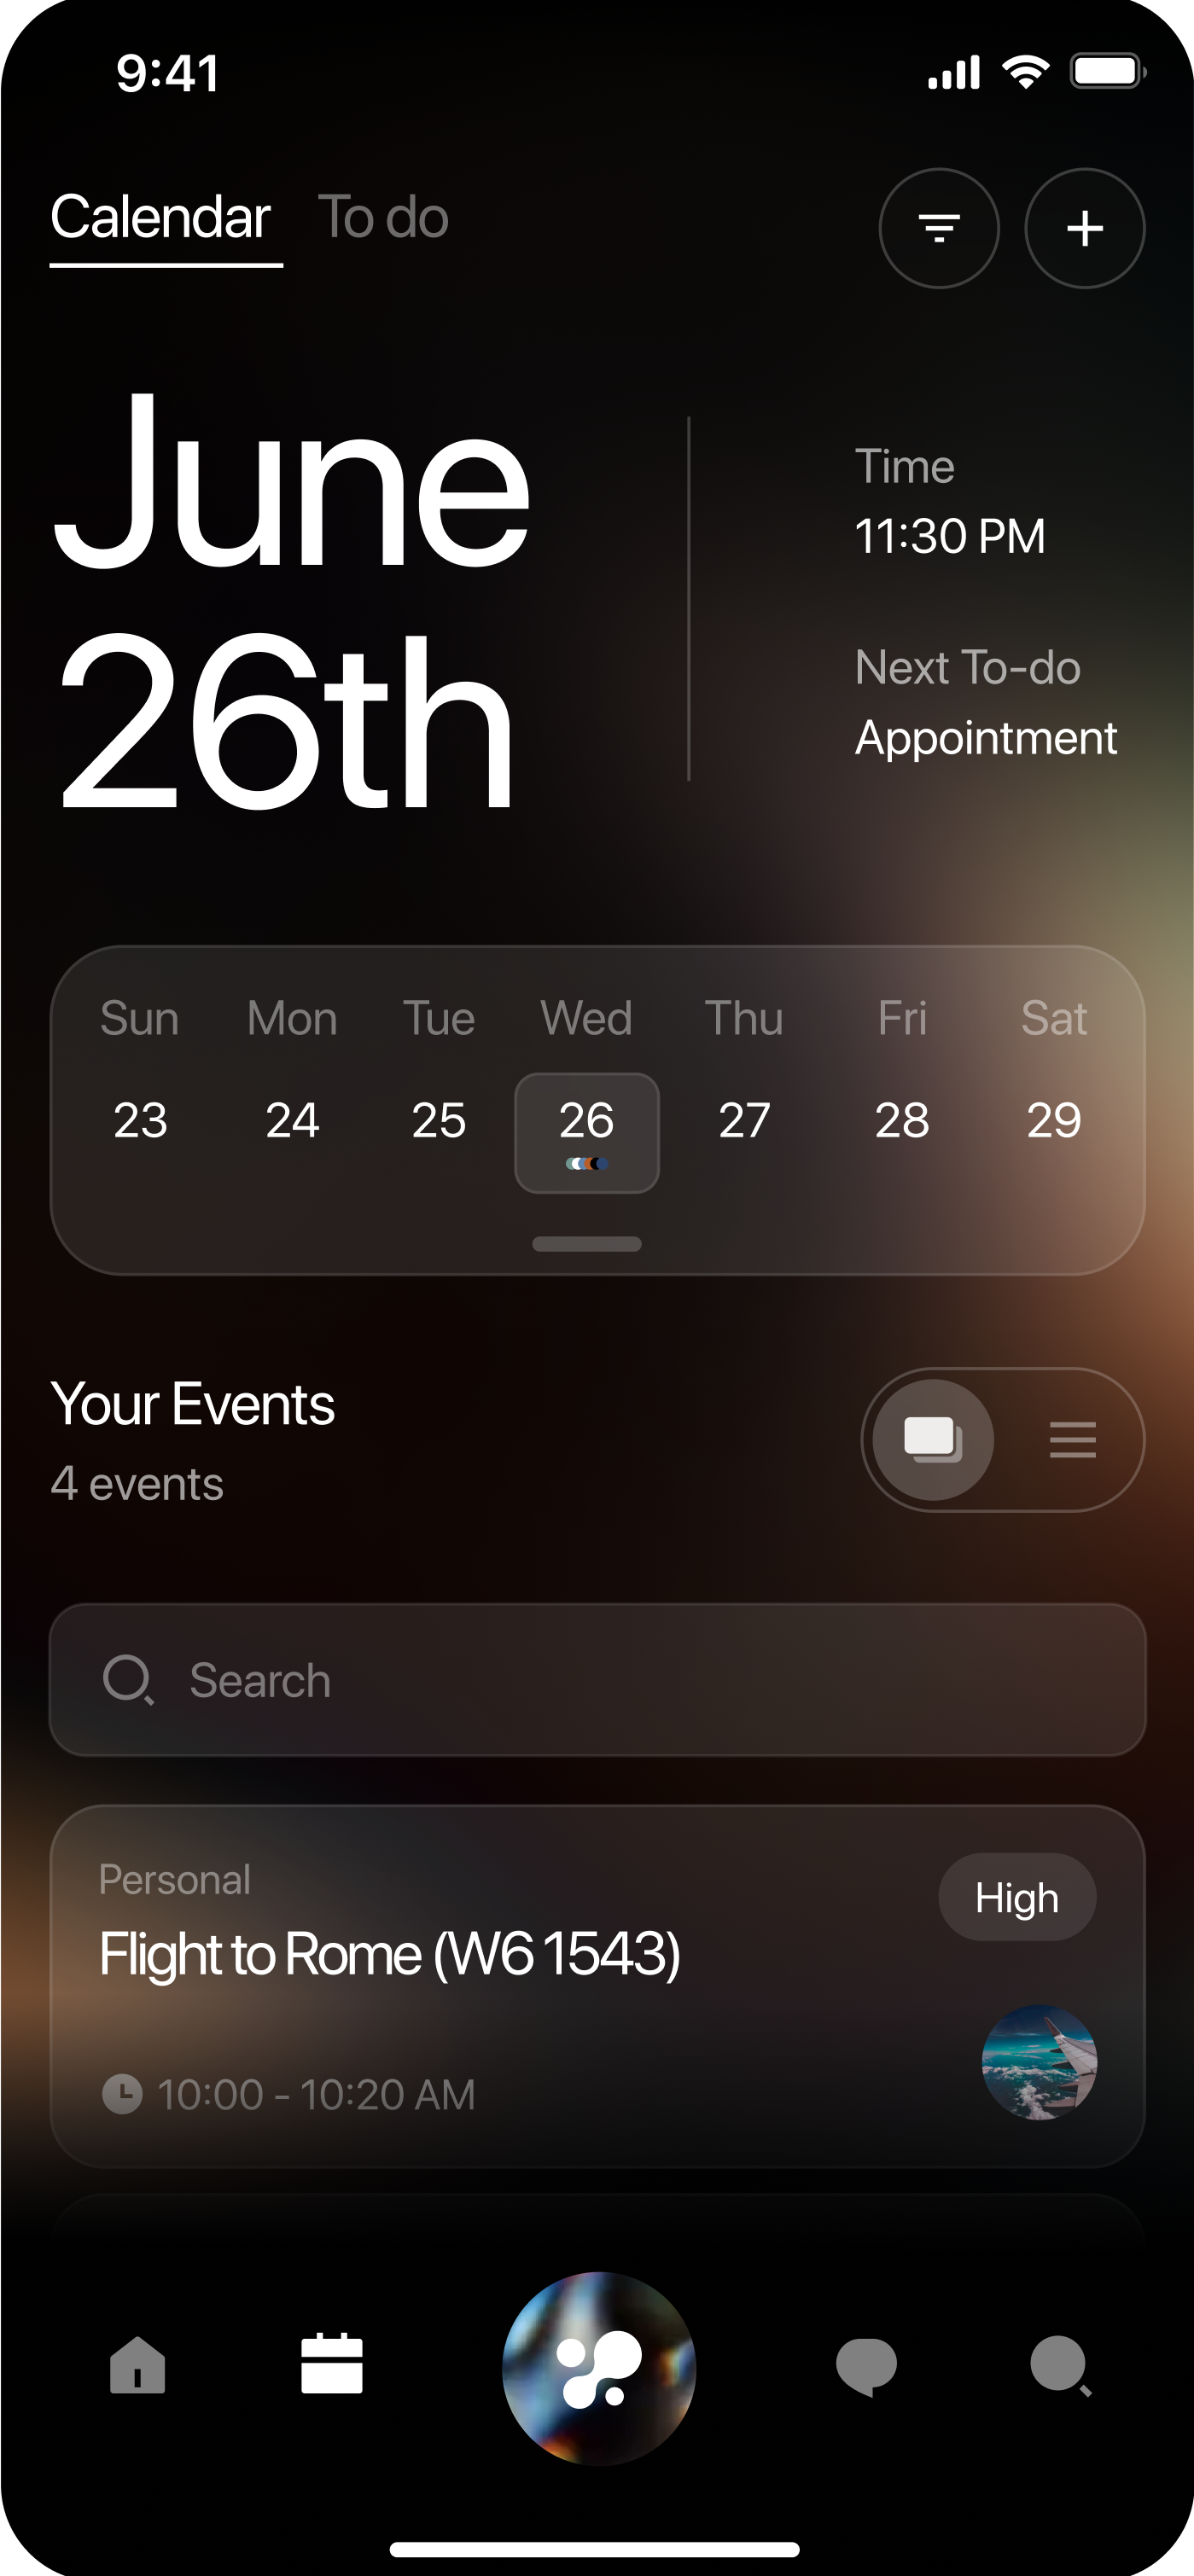 9:41
Calendar To do
June
26th
Time
11:30 PM
Next To-do
Appointment
Sun Mon Tue Wed Thu Fri Sat
23 24 25 26 27 28 29
Your Events
4 events
Search
Personal
High
Flight to Rome (W6 1543)
10:00 - 10:20 AM